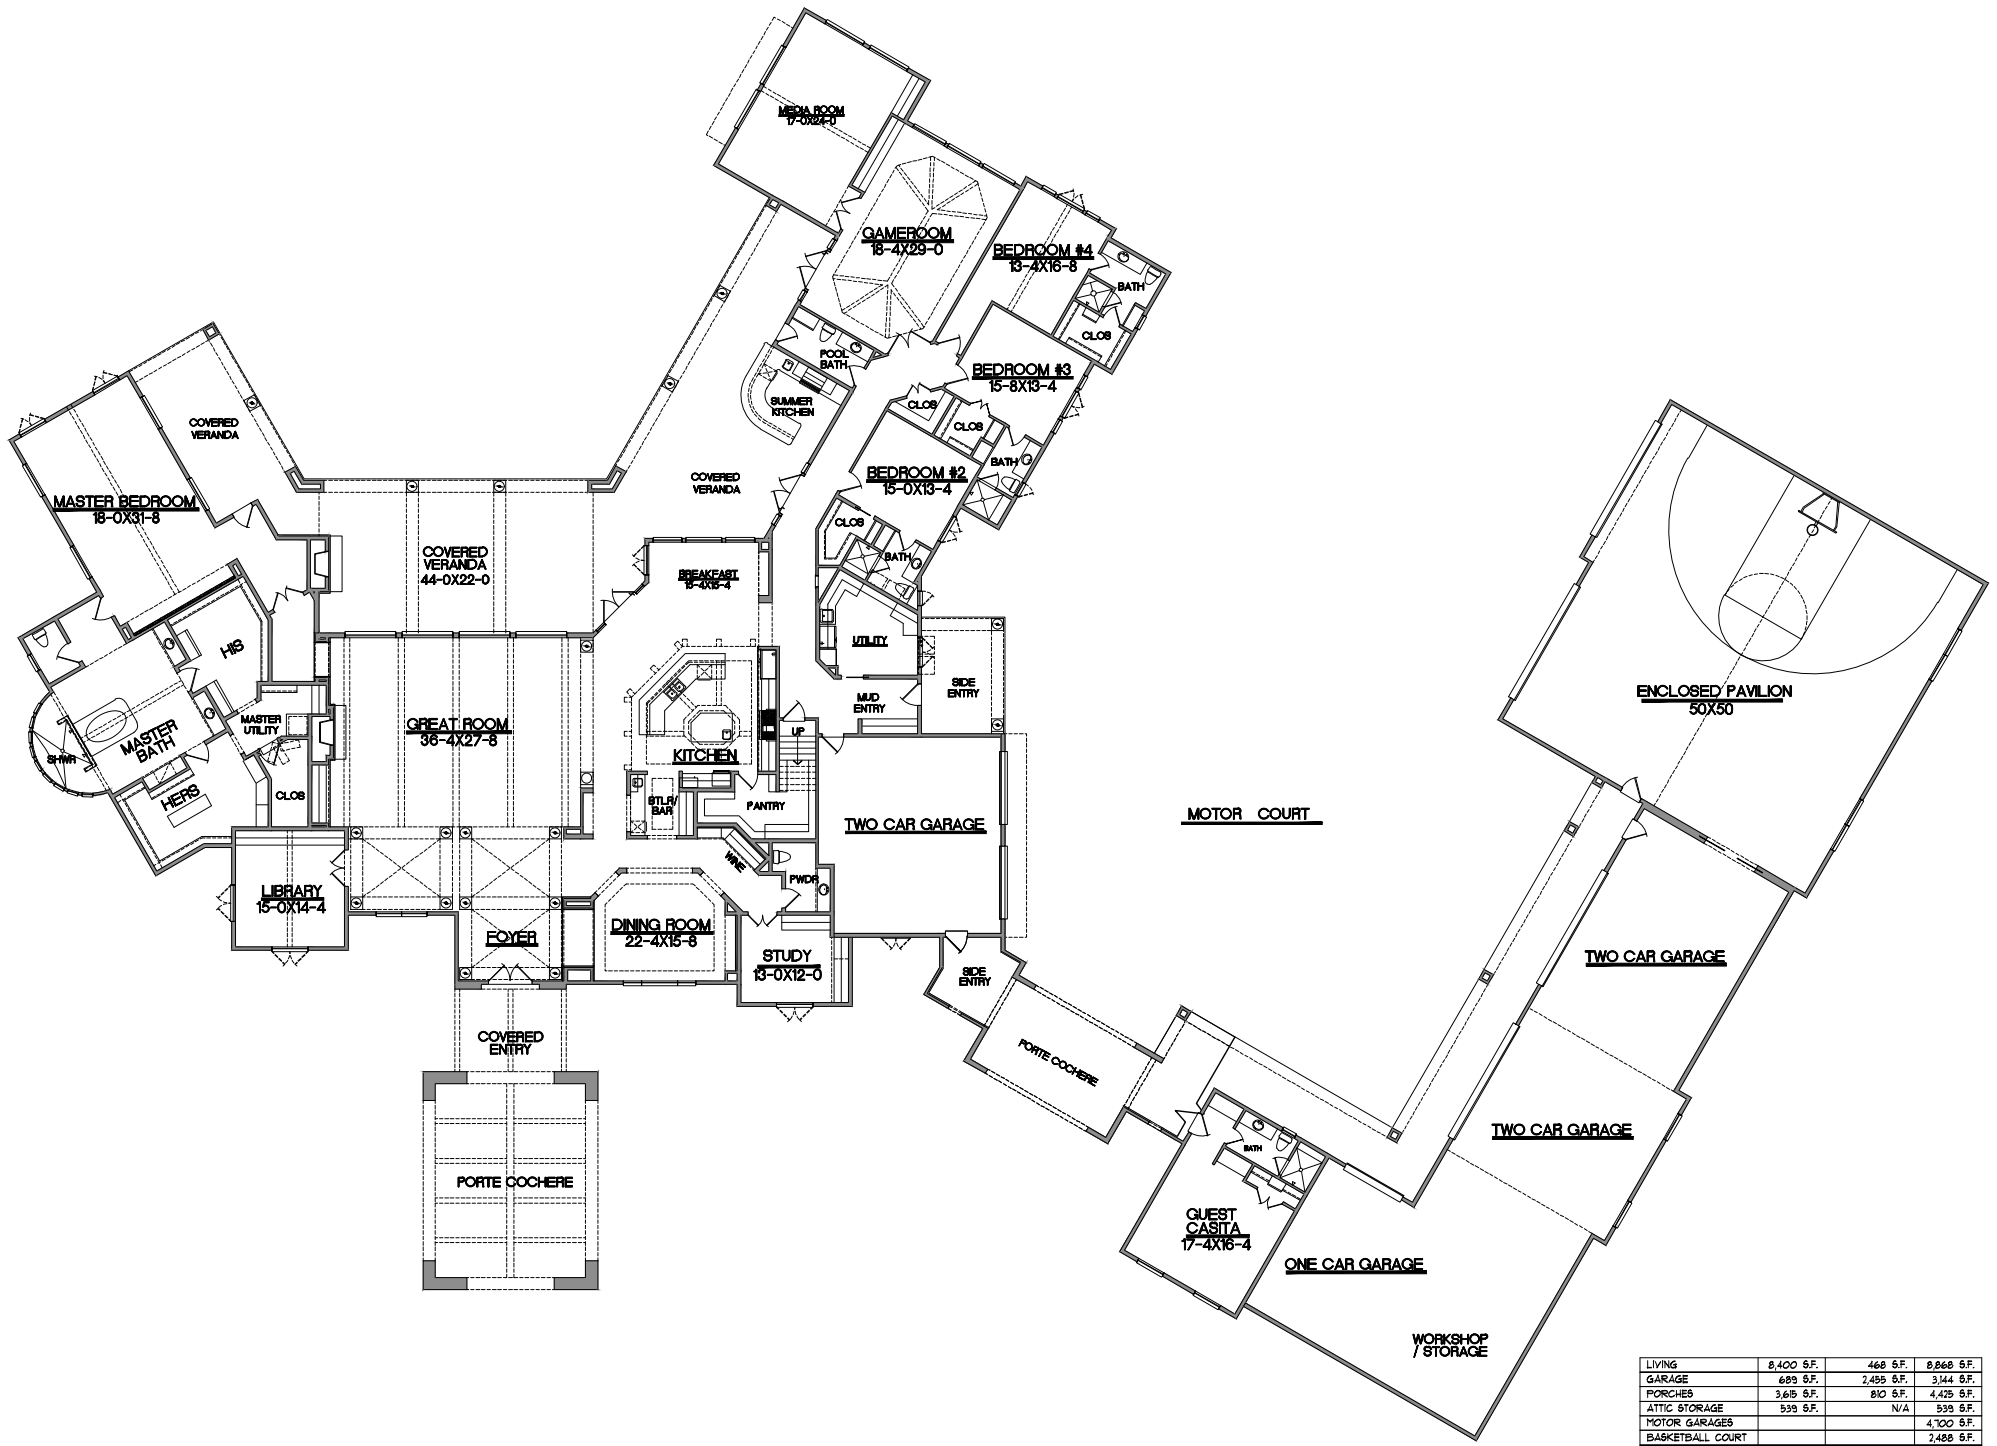 MEDIA ROOM
17-0X24-0
GAMEROOM
18-4X29-0
BEDROOM #4
13-4X16-8
BATH
CLOS
POOL
BATH
BEDROOM #3
15-8X13-4
SUMMER
KITCHEN
CLOS
CLOS
COVERED
VERANDA
BATH
BEDROOM #2
15-0X13-4
COVERED
VERANDA
MASTER BEDROOM
18-0X31-8
CLOS
BATH
COVERED
VERANDA
44-0X22-0
BREAKFAST
15-4X15-4
UTILITY
HIS
SIDE
ENTRY
MUD
ENTRY
ENCLOSED PAVILION
50X50
MASTER
UTILITY
GREAT ROOM
36-4X27-8
UP
MASTER
BATH
SHWR
KITCHEN
HERS
CLOS
BTLR/
BAR
PANTRY
TWO CAR GARAGE
MOTOR COURT
WINE
PWDR
LIBRARY
15-0X14-4
DINING ROOM
22-4X15-8
FOYER
STUDY
13-0X12-0
SIDE
ENTRY
TWO CAR GARAGE
COVERED
ENTRY
PORTE COCHERE
TWO CAR GARAGE
BATH
PORTE COCHERE
GUEST
CASITA
17-4X16-4
ONE CAR GARAGE
WORKSHOP
/ STORAGE
LIVING 8,400 S.F. 468 S.F. 8,868 S.F.
GARAGE 689 S.F. 2,455 S.F. 3,144 S.F.
PORCHES 3,615 S.F. 810 S.F. 4,425 S.F.
ATTIC STORAGE 539 S.F. N/A 539 S.F.
MOTOR GARAGES 4,700 S.F.
BASKETBALL COURT 2,488 S.F.